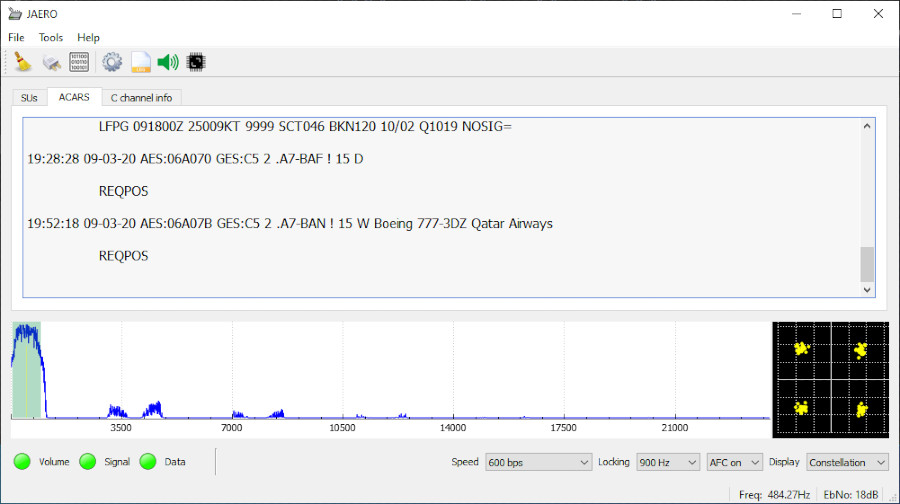 JAERO
File Tools Help
SUs ACARS C channel info
LFPG 091800Z 25009KT 9999 SCT046 BKN120 10/02 Q1019 NOSIG=
19:28:28 09-03-20 AES:06A070 GES:C5 2 .A7-BAF ! 15 D
REQPOS
19:52:18 09-03-20 AES:06A07B GES:C5 2 .A7-BAN ! 15 W Boeing 777-3DZ Qatar Airways
REQPOS
3500 7000 10500 14000 17500 21000
Volume Signal Data Speed 600 bps Locking 900 Hz AFC on Display Constellation
Freq: 484.27Hz EbNo: 18dB